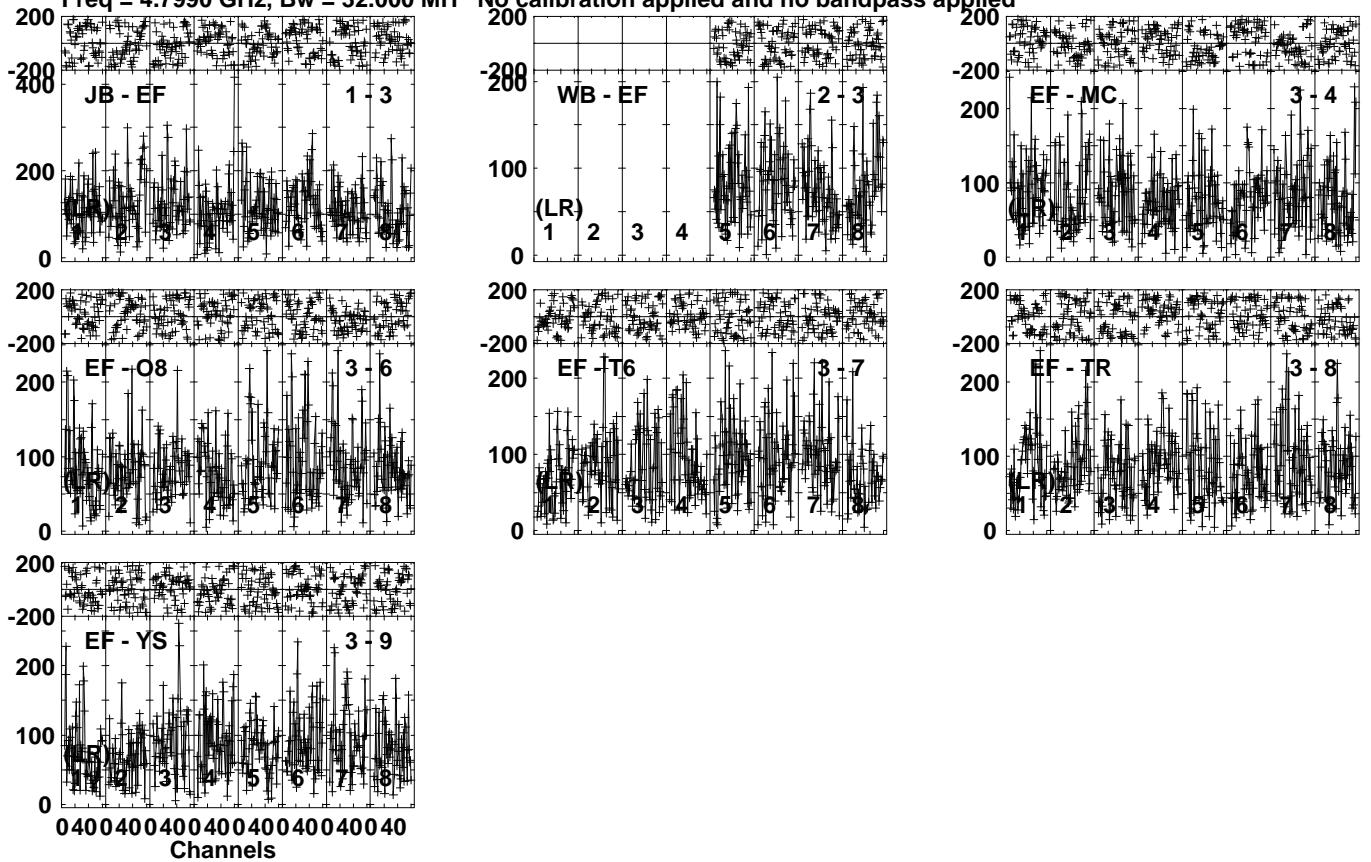 Freq = 4.7990 GHz, Bw = 32.000 MH No calibration applied and no bandpass applied
200
-200
JB - EF 1 - 3
400
200
0
(LR)
1 2 3 4 5 6 7 8
200
-200
WB - EF 2 - 3
200
100
0
(LR)
1 2 3 4 5 6 7 8
200
-200
EF - MC 3 - 4
200
100
0
(LR)
1 2 3 4 5 6 7 8
200
-200
EF - O8 3 - 6
200
100
0
(LR)
1 2 3 4 5 6 7 8
200
-200
EF - T6 3 - 7
200
100
0
(LR)
1 2 3 4 5 6 7 8
200
-200
EF - TR 3 - 8
200
100
0
(LR)
1 2 3 4 5 6 7 8
200
-200
EF - YS 3 - 9
200
100
0
(LR)
1 2 3 4 5 6 7 8
0 40 0 40 0 40 0 40 0 40 0 40 0 40 0 40
Channels